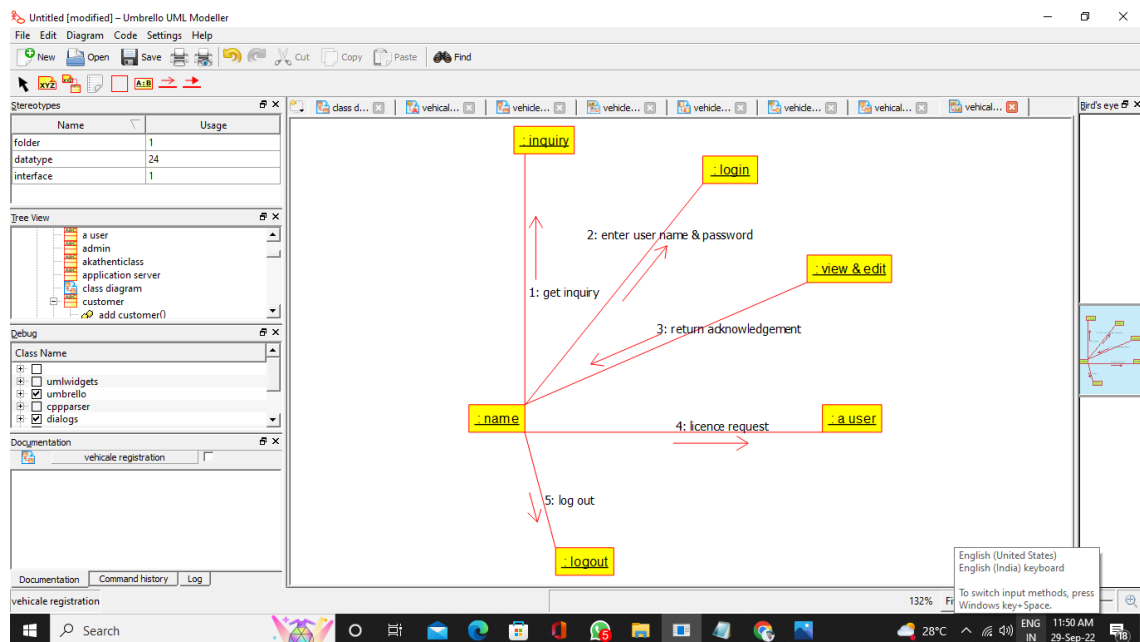 Untitled [modified] – Umbrello UML Modeller
File Edit Diagram Code Settings Help
New Open Save Cut Copy Paste Find
XYZ A:B
Stereotypes
Name Usage
folder 1
datatype 24
interface 1
Tree View
a user
admin
akathenticlass
application server
class diagram
customer
add customer()
Debug
Class Name
umlwidgets
umbrello
cppparser
dialogs
Documentation
vehicale registration
Documentation Command history Log
class d... vehical... vehicle... vehicle... vehicle... vehicle... vehical... vehical...
: inquiry
: login
2: enter user name & password
: view & edit
1: get inquiry
3: return acknowledgement
: name
4: licence request
: a user
5: log out
: logout
Bird's eye
English (United States)
English (India) keyboard
To switch input methods, press
Windows key+Space.
vehicale registration
132% Fi
Search
28°C
ENG
IN
11:50 AM
29-Sep-22